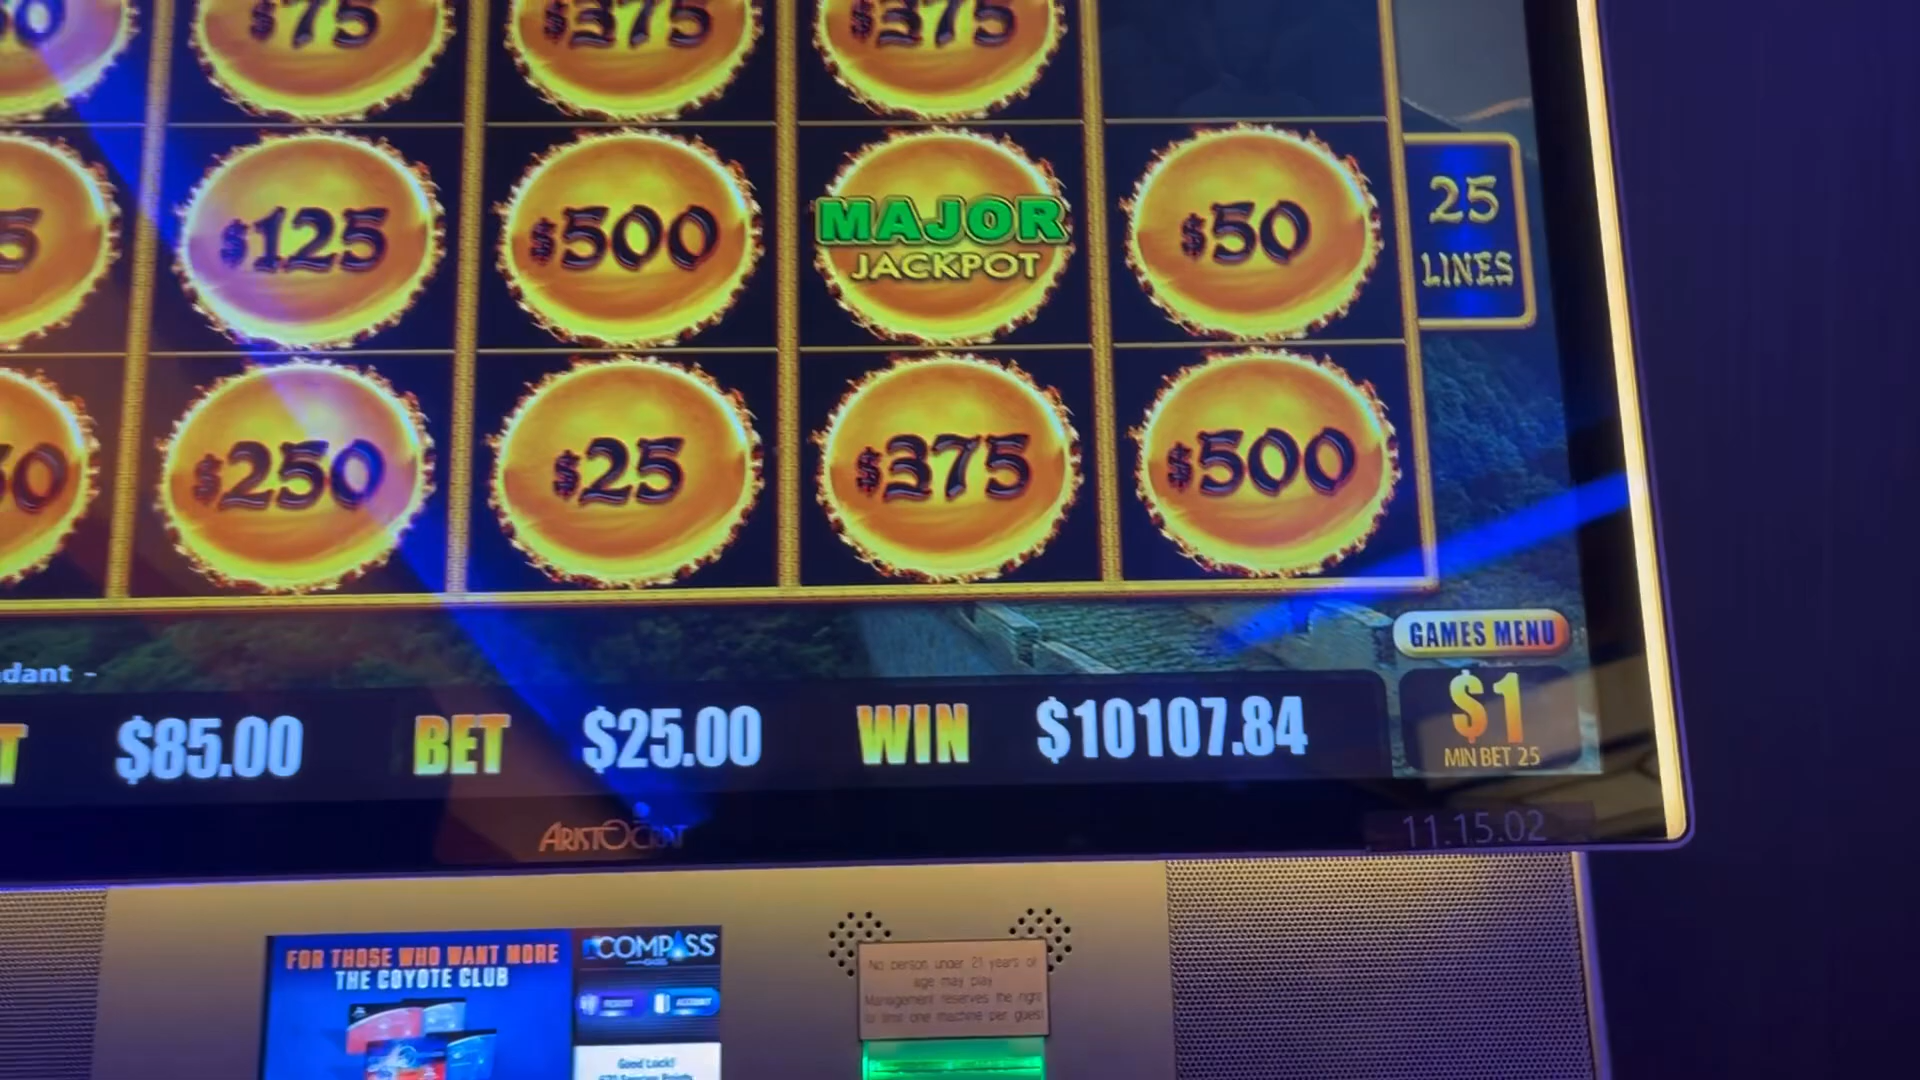 $75
$375
$375
$125
$500
MAJOR
JACKPOT
$50
25
LINES
$250
$25
$375
$500
GAMES MENU
$85.00
BET
$25.00
WIN
$10107.84
$1
MIN BET 25
ARISTOCRAT
11.15.02
FOR THOSE WHO WANT MORE
THE COYOTE CLUB
COMPASS
No person under 21 years of
age may play
Management reserves the right
to limit one machine per guest
Good Luck!